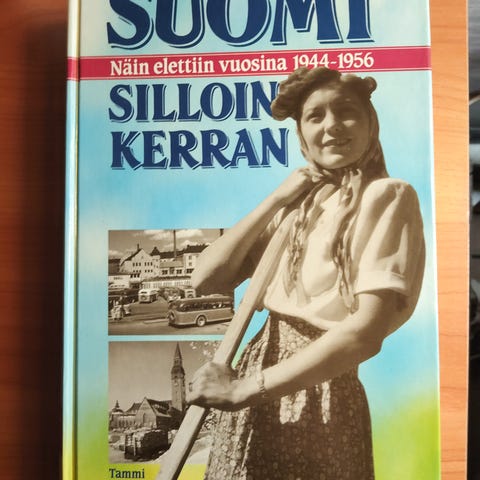 SUOMI
Näin elettiin vuosina 1944-1956
SILLOIN
KERRAN
Tammi